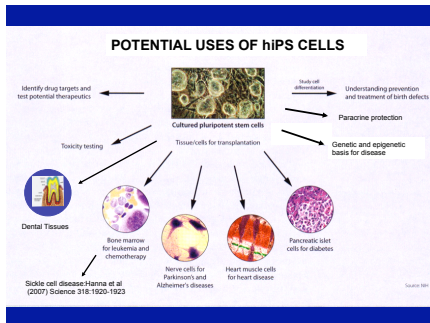 POTENTIAL USES OF hiPS CELLS
Identify drug targets and
test potential therapeutics
Study cell
differentiation
Understanding prevention
and treatment of birth defects
Cultured pluripotent stem cells
Paracrine protection
Toxicity testing
Tissue/cells for transplantation
Genetic and epigenetic
basis for disease
Dental Tissues
Bone marrow
for leukemia and
chemotherapy
Nerve cells for
Parkinson's and
Alzheimer's diseases
Heart muscle cells
for heart disease
Pancreatic islet
cells for diabetes
Sickle cell disease:Hanna et al
(2007) Science 318:1920-1923
Source: NIH